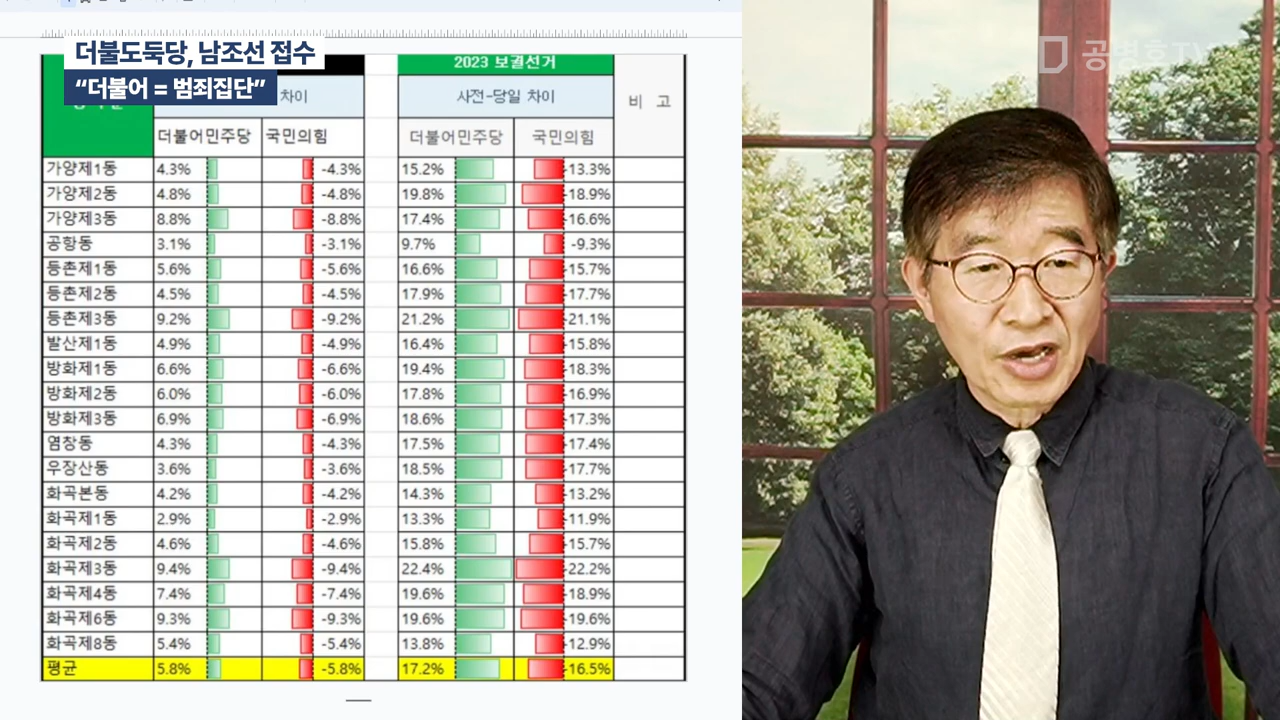 더불도둑당, 남조선 접수
“더불어 = 범죄집단”
공병호TV
2023 보궐선거
차이 사전-당일 차이 비 고
더불어민주당 국민의힘 더불어민주당 국민의힘
가양제1동 4.3% -4.3% 15.2% -13.3%
가양제2동 4.8% -4.8% 19.8% -18.9%
가양제3동 8.8% -8.8% 17.4% -16.6%
공항동 3.1% -3.1% 9.7% -9.3%
등촌제1동 5.6% -5.6% 16.6% -15.7%
등촌제2동 4.5% -4.5% 17.9% -17.7%
등촌제3동 9.2% -9.2% 21.2% -21.1%
발산제1동 4.9% -4.9% 16.4% -15.8%
방화제1동 6.6% -6.6% 19.4% -18.3%
방화제2동 6.0% -6.0% 17.8% -16.9%
방화제3동 6.9% -6.9% 18.6% -17.3%
염창동 4.3% -4.3% 17.5% -17.4%
우장산동 3.6% -3.6% 18.5% -17.7%
화곡본동 4.2% -4.2% 14.3% -13.2%
화곡제1동 2.9% -2.9% 13.3% -11.9%
화곡제2동 4.6% -4.6% 15.8% -15.7%
화곡제3동 9.4% -9.4% 22.4% -22.2%
화곡제4동 7.4% -7.4% 19.6% -18.9%
화곡제6동 9.3% -9.3% 19.6% -19.6%
화곡제8동 5.4% -5.4% 13.8% -12.9%
평균 5.8% -5.8% 17.2% -16.5%